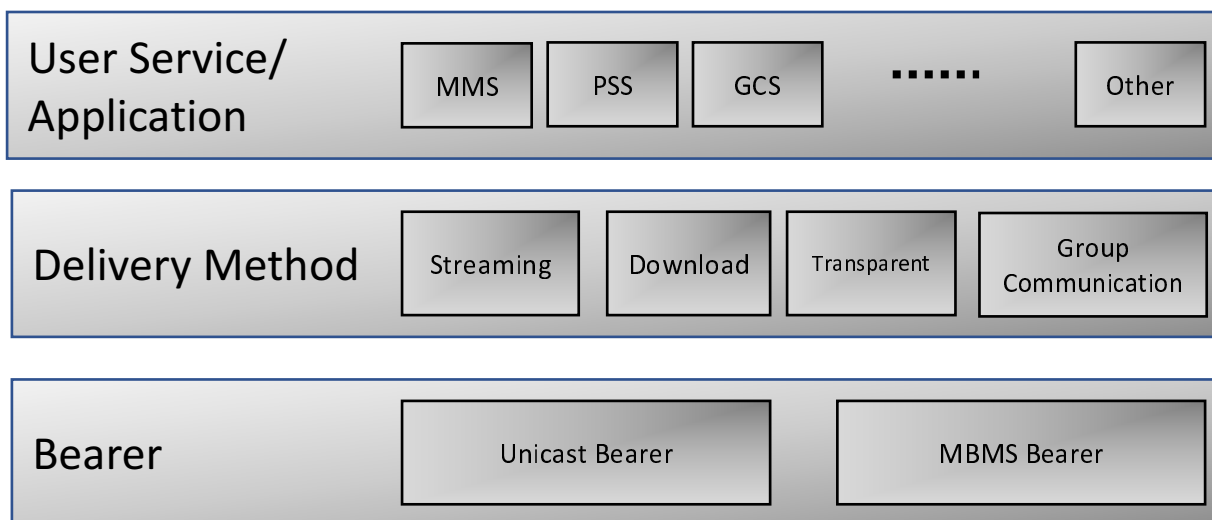 User Service/
Application
MMS
PSS
GCS
......
Other
Delivery Method
Streaming
Download
Transparent
Group
Communication
Bearer
Unicast Bearer
MBMS Bearer